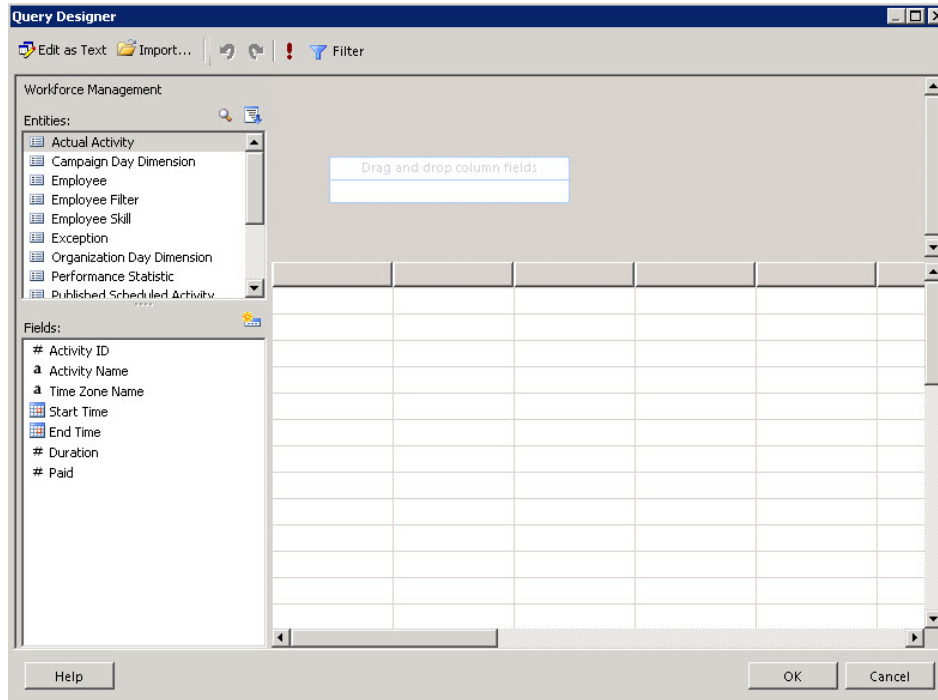 Query Designer
Edit as Text Import... Filter
Workforce Management
Entities:
Actual Activity
Campaign Day Dimension
Employee
Employee Filter
Employee Skill
Exception
Organization Day Dimension
Performance Statistic
Published Scheduled Activity
Drag and drop column fields
Fields:
# Activity ID
a Activity Name
a Time Zone Name
Start Time
End Time
# Duration
# Paid
Help OK Cancel